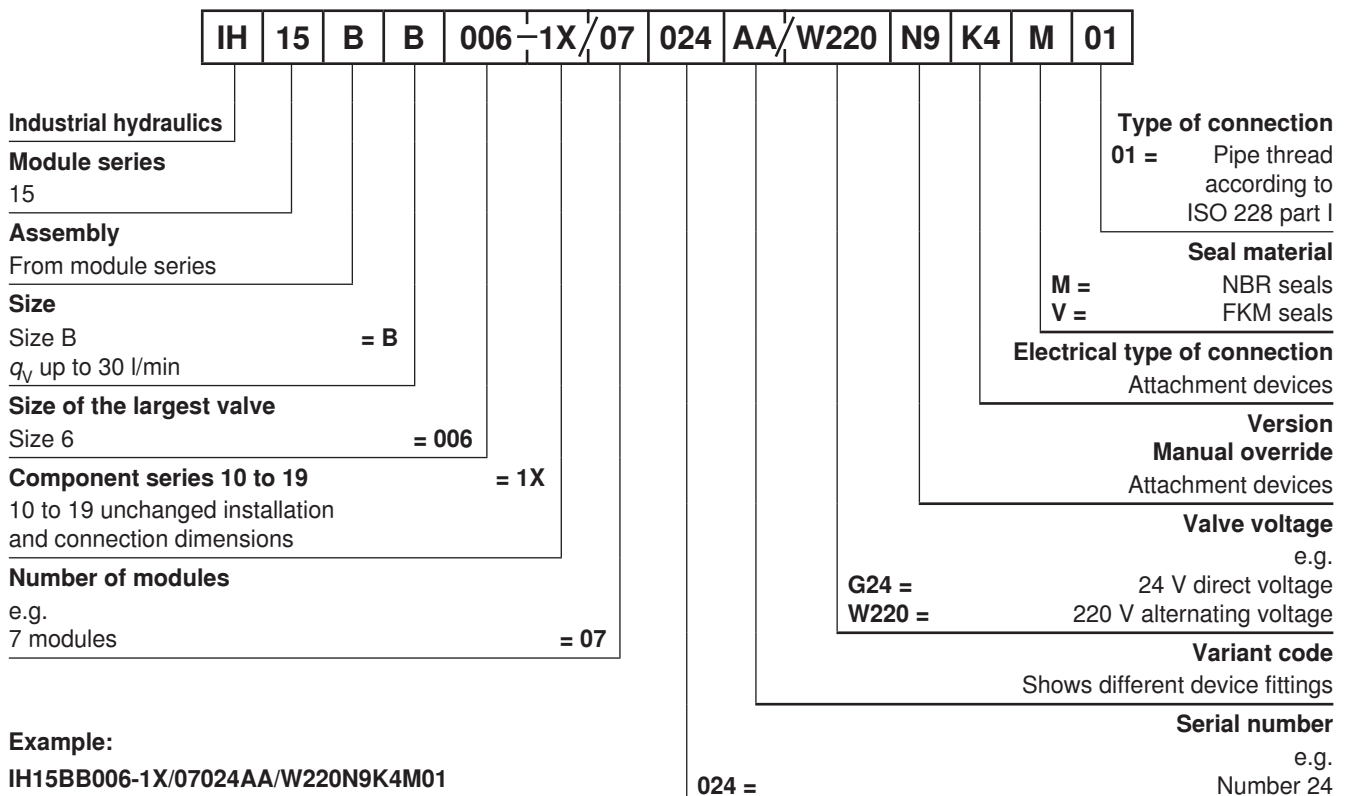 IH 15 B B 006 –1X/07 024 AA/W220 N9 K4 M 01
Industrial hydraulics
Module series
15
Assembly
From module series
Size
Size B = B
qV up to 30 l/min
Size of the largest valve
Size 6 = 006
Component series 10 to 19 = 1X
10 to 19 unchanged installation
and connection dimensions
Number of modules
e.g.
7 modules = 07
Example:
IH15BB006-1X/07024AA/W220N9K4M01
Type of connection
01 = Pipe thread
according to
ISO 228 part I
Seal material
M = NBR seals
V = FKM seals
Electrical type of connection
Attachment devices
Version
Manual override
Attachment devices
Valve voltage
e.g.
G24 = 24 V direct voltage
W220 = 220 V alternating voltage
Variant code
Shows different device fittings
Serial number
e.g.
024 = Number 24